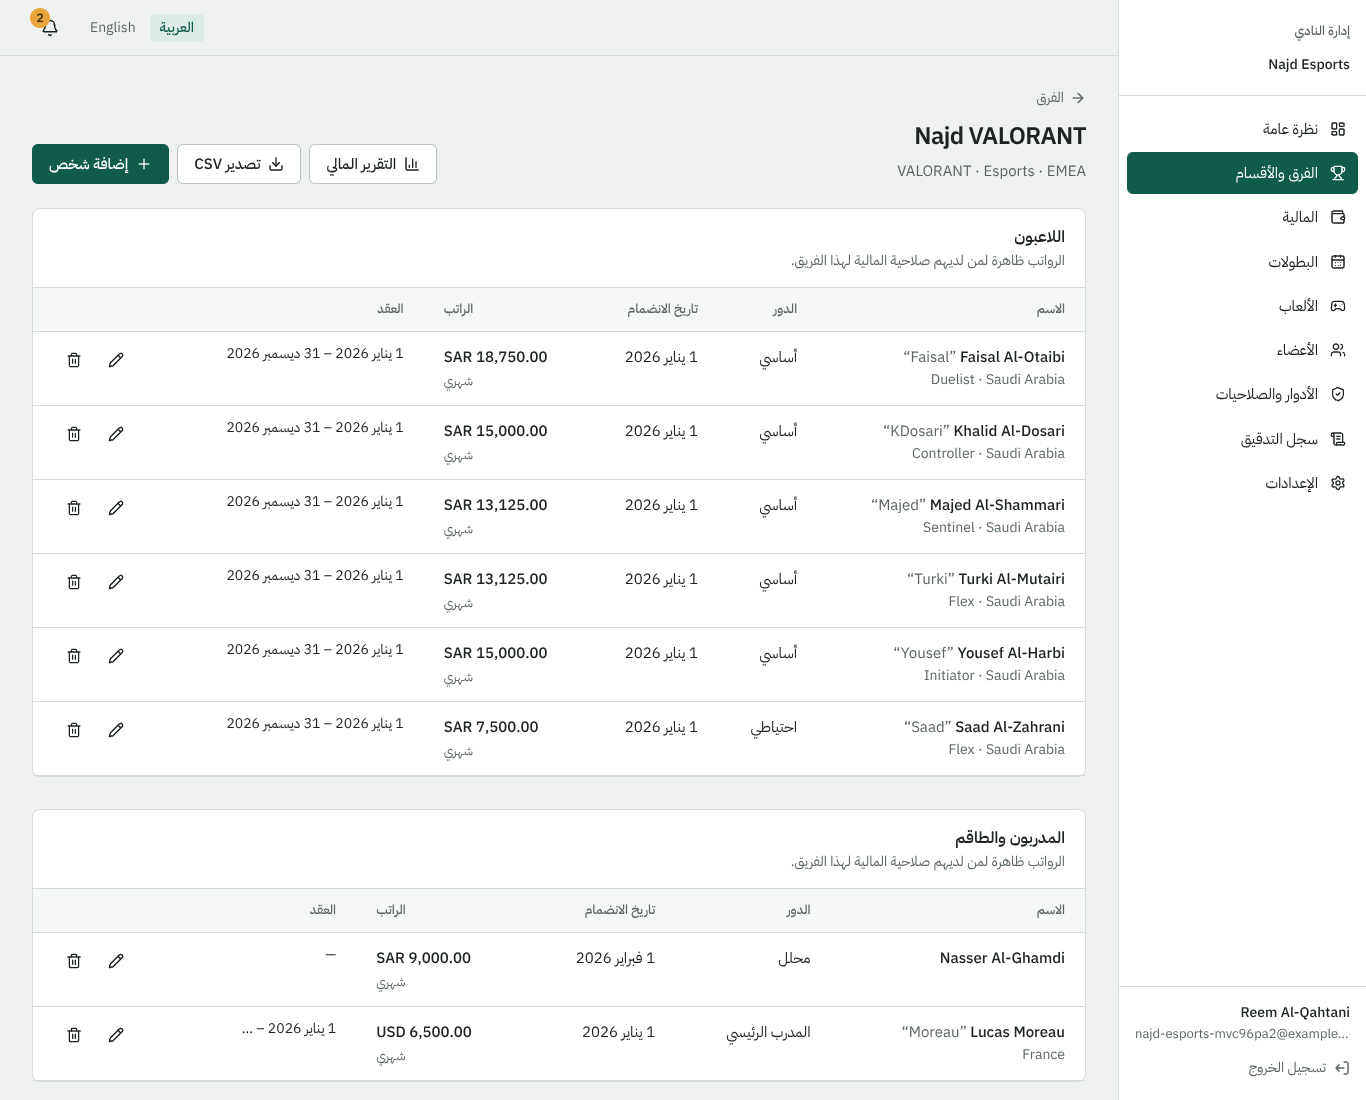 إدارة النادي
Najd Esports
نظرة عامة
الفرق والأقسام
المالية
البطولات
الألعاب
الأعضاء
الأدوار والصلاحيات
سجل التدقيق
الإعدادات
Reem Al-Qahtani
najd-esports-mvc96pa2@example...
تسجيل الخروج
العربية English 2
الفرق
Najd VALORANT
VALORANT · Esports · EMEA
التقرير المالي تصدير CSV إضافة شخص
اللاعبون
الرواتب ظاهرة لمن لديهم صلاحية المالية لهذا الفريق.
الاسم الدور تاريخ الانضمام الراتب العقد
Faisal Al-Otaibi “Faisal” أساسي 1 يناير 2026 SAR 18,750.00 1 يناير 2026 – 31 ديسمبر 2026
Duelist · Saudi Arabia شهري
Khalid Al-Dosari “KDosari” أساسي 1 يناير 2026 SAR 15,000.00 1 يناير 2026 – 31 ديسمبر 2026
Controller · Saudi Arabia شهري
Majed Al-Shammari “Majed” أساسي 1 يناير 2026 SAR 13,125.00 1 يناير 2026 – 31 ديسمبر 2026
Sentinel · Saudi Arabia شهري
Turki Al-Mutairi “Turki” أساسي 1 يناير 2026 SAR 13,125.00 1 يناير 2026 – 31 ديسمبر 2026
Flex · Saudi Arabia شهري
Yousef Al-Harbi “Yousef” أساسي 1 يناير 2026 SAR 15,000.00 1 يناير 2026 – 31 ديسمبر 2026
Initiator · Saudi Arabia شهري
Saad Al-Zahrani “Saad” احتياطي 1 يناير 2026 SAR 7,500.00 1 يناير 2026 – 31 ديسمبر 2026
Flex · Saudi Arabia شهري
المدربون والطاقم
الرواتب ظاهرة لمن لديهم صلاحية المالية لهذا الفريق.
الاسم الدور تاريخ الانضمام الراتب العقد
Nasser Al-Ghamdi محلل 1 فبراير 2026 SAR 9,000.00 —
شهري
Lucas Moreau “Moreau” المدرب الرئيسي 1 يناير 2026 USD 6,500.00 1 يناير 2026 – ...
France شهري